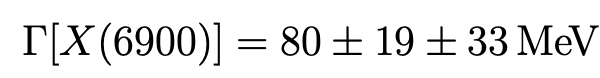 Γ[X(6900)] = 80 ± 19 ± 33 MeV